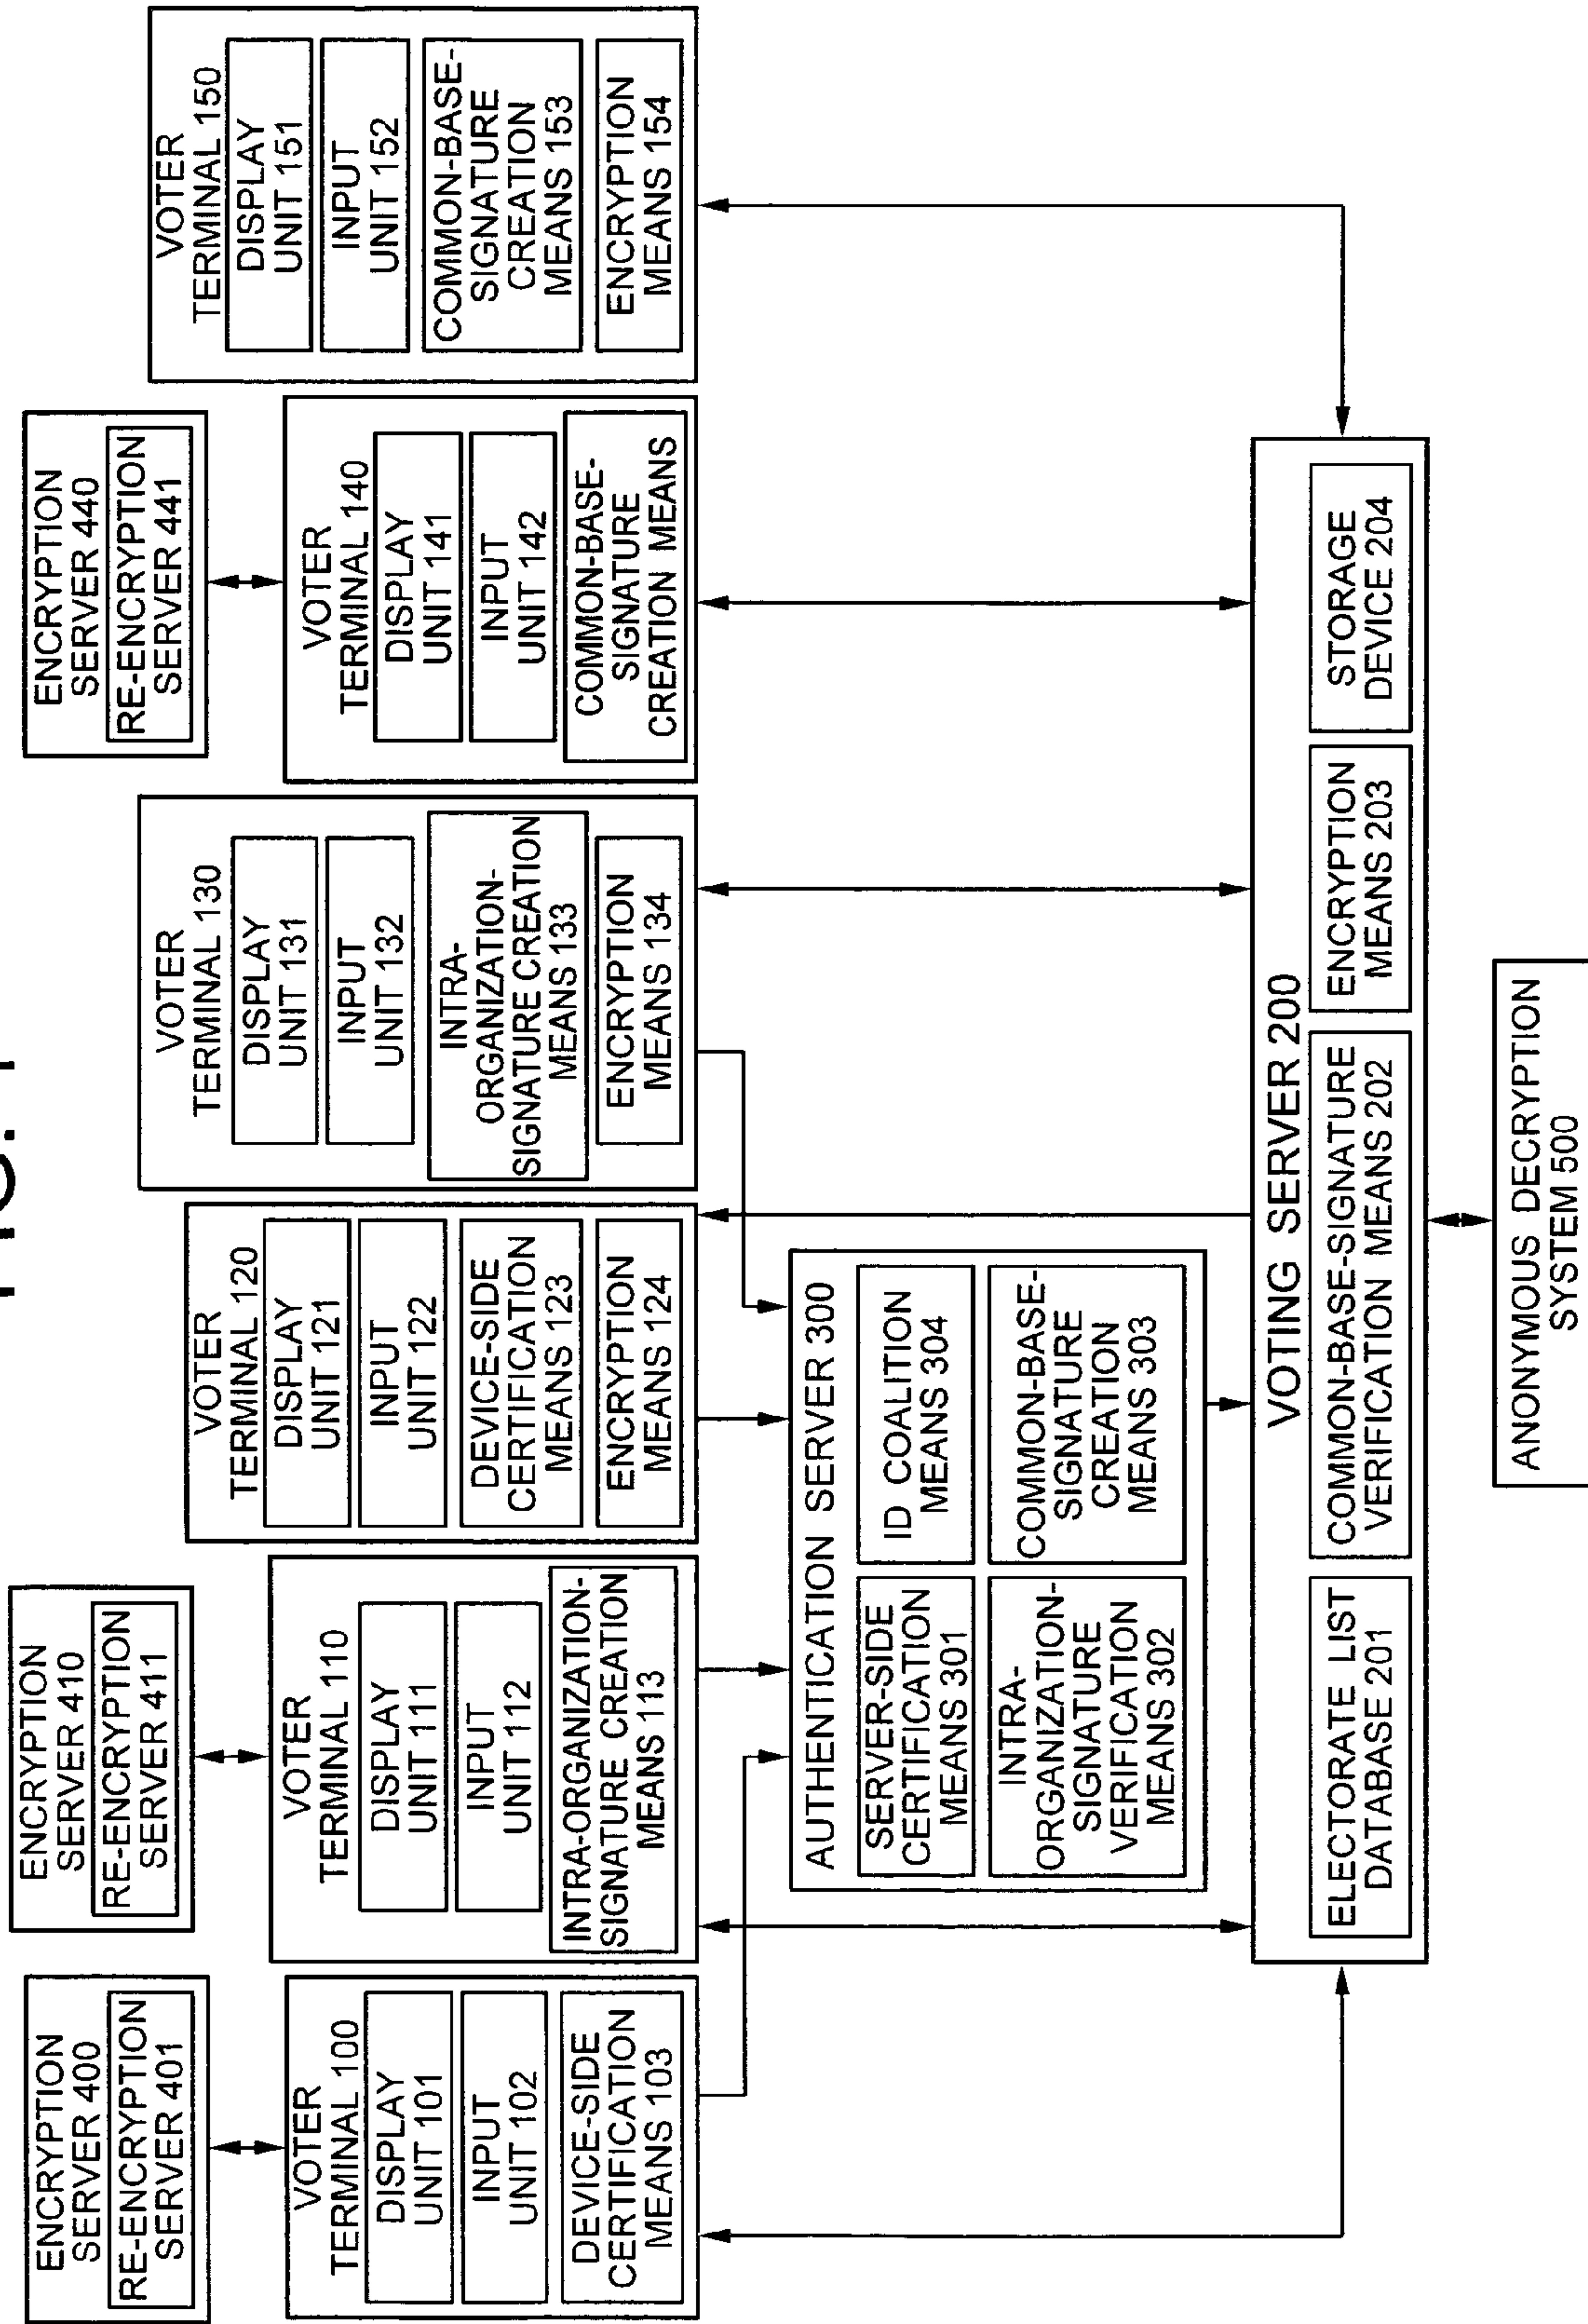 ENCRYPTION
SERVER 400
RE-ENCRYPTION
SERVER 401
ENCRYPTION
SERVER 410
RE-ENCRYPTION
SERVER 411
ENCRYPTION
SERVER 440
RE-ENCRYPTION
SERVER 441
VOTER
TERMINAL 100
DISPLAY
UNIT 101
INPUT
UNIT 102
DEVICE-SIDE
CERTIFICATION
MEANS 103
VOTER
TERMINAL 110
DISPLAY
UNIT 111
INPUT
UNIT 112
INTRA-ORGANIZATION-
SIGNATURE CREATION
MEANS 113
VOTER
TERMINAL 120
DISPLAY
UNIT 121
INPUT
UNIT 122
DEVICE-SIDE
CERTIFICATION
MEANS 123
ENCRYPTION
MEANS 124
VOTER
TERMINAL 130
DISPLAY
UNIT 131
INPUT
UNIT 132
INTRA-
ORGANIZATION-
SIGNATURE CREATION
MEANS 133
ENCRYPTION
MEANS 134
VOTER
TERMINAL 140
DISPLAY
UNIT 141
INPUT
UNIT 142
COMMON-BASE-
SIGNATURE
CREATION MEANS
VOTER
TERMINAL 150
DISPLAY
UNIT 151
INPUT
UNIT 152
COMMON-BASE-
SIGNATURE
CREATION
MEANS 153
ENCRYPTION
MEANS 154
AUTHENTICATION SERVER 300
SERVER-SIDE
CERTIFICATION
MEANS 301
ID COALITION
MEANS 304
INTRA-
ORGANIZATION-
SIGNATURE
VERIFICATION
MEANS 302
COMMON-BASE-
SIGNATURE
CREATION
MEANS 303
VOTING SERVER 200
ELECTORATE LIST
DATABASE 201
COMMON-BASE-SIGNATURE
VERIFICATION MEANS 202
ENCRYPTION
MEANS 203
STORAGE
DEVICE 204
ANONYMOUS DECRYPTION
SYSTEM 500